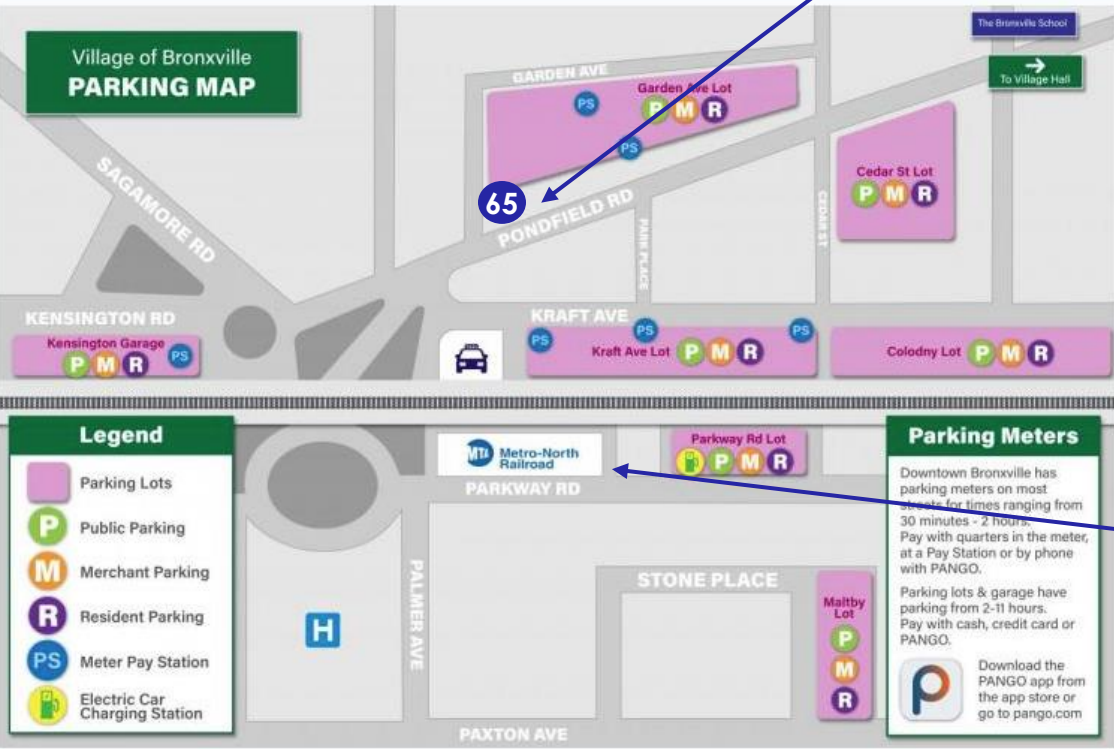 Village of Bronxville
PARKING MAP
The Bronxville School
→
To Village Hall
GARDEN AVE
PS
Garden Ave Lot
P M R
PS
65
PONDFIELD RD
SAGAMORE RD
PARK PLACE
CEDAR ST
Cedar St Lot
P M R
KENSINGTON RD
Kensington Garage
P M R
PS
KRAFT AVE
PS
PS
PS
Kraft Ave Lot P M R
Colodny Lot P M R
Legend
Parking Lots
P Public Parking
M Merchant Parking
R Resident Parking
PS Meter Pay Station
Electric Car
Charging Station
MTA Metro-North
Railroad
Parkway Rd Lot
P M R
PARKWAY RD
PALMER AVE
H
STONE PLACE
Maltby
Lot
P
M
R
PAXTON AVE
Parking Meters
Downtown Bronxville has
parking meters on most
streets for times ranging from
30 minutes - 2 hours.
Pay with quarters in the meter,
at a Pay Station or by phone
with PANGO.
Parking lots & garage have
parking from 2-11 hours.
Pay with cash, credit card or
PANGO.
Download the
PANGO app from
the app store or
go to pango.com